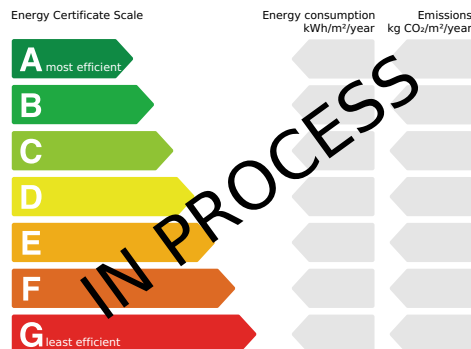 Energy Certificate Scale
Energy consumption
kWh/m²/year
Emissions
kg CO₂/m²/year
A most efficient
B
C
D
E
F
G least efficient
IN PROCESS